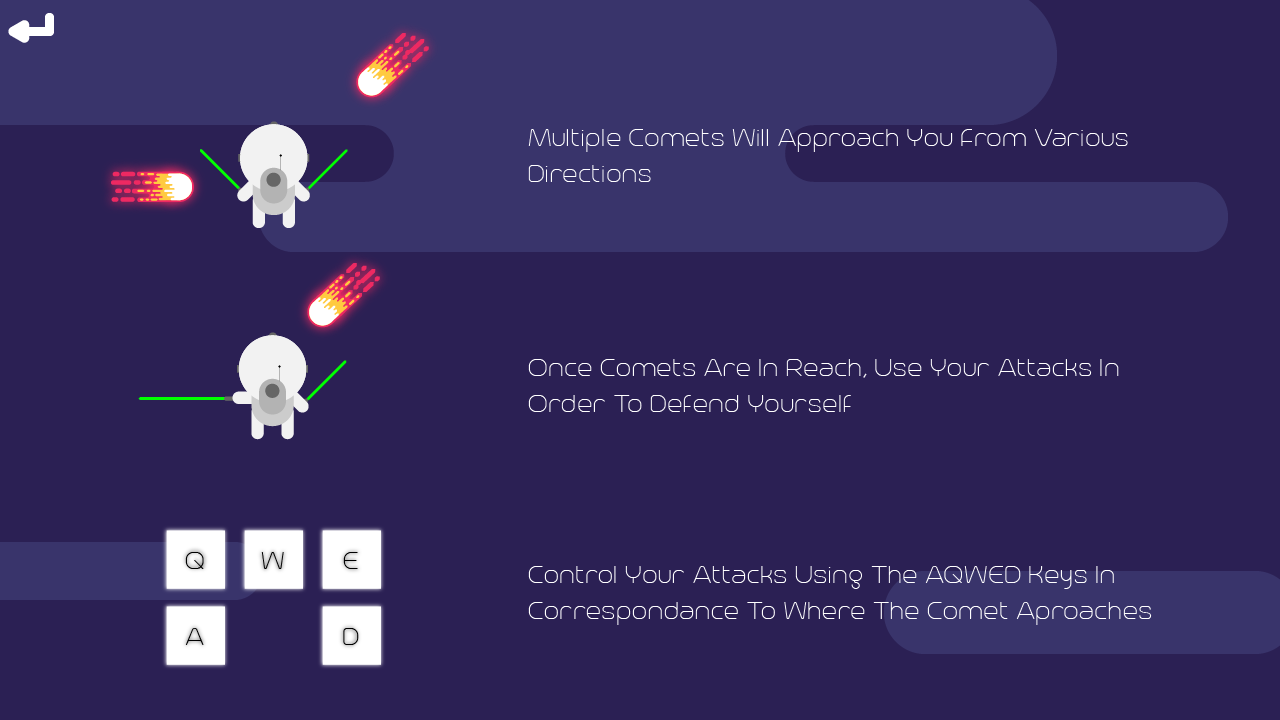 Multiple Comets Will Approach You From Various
Directions
Once Comets Are In Reach, Use Your Attacks In
Order To Defend Yourself
Q W E
A D
Control Your Attacks Using The AQWED Keys In
Correspondance To Where The Comet Aproaches